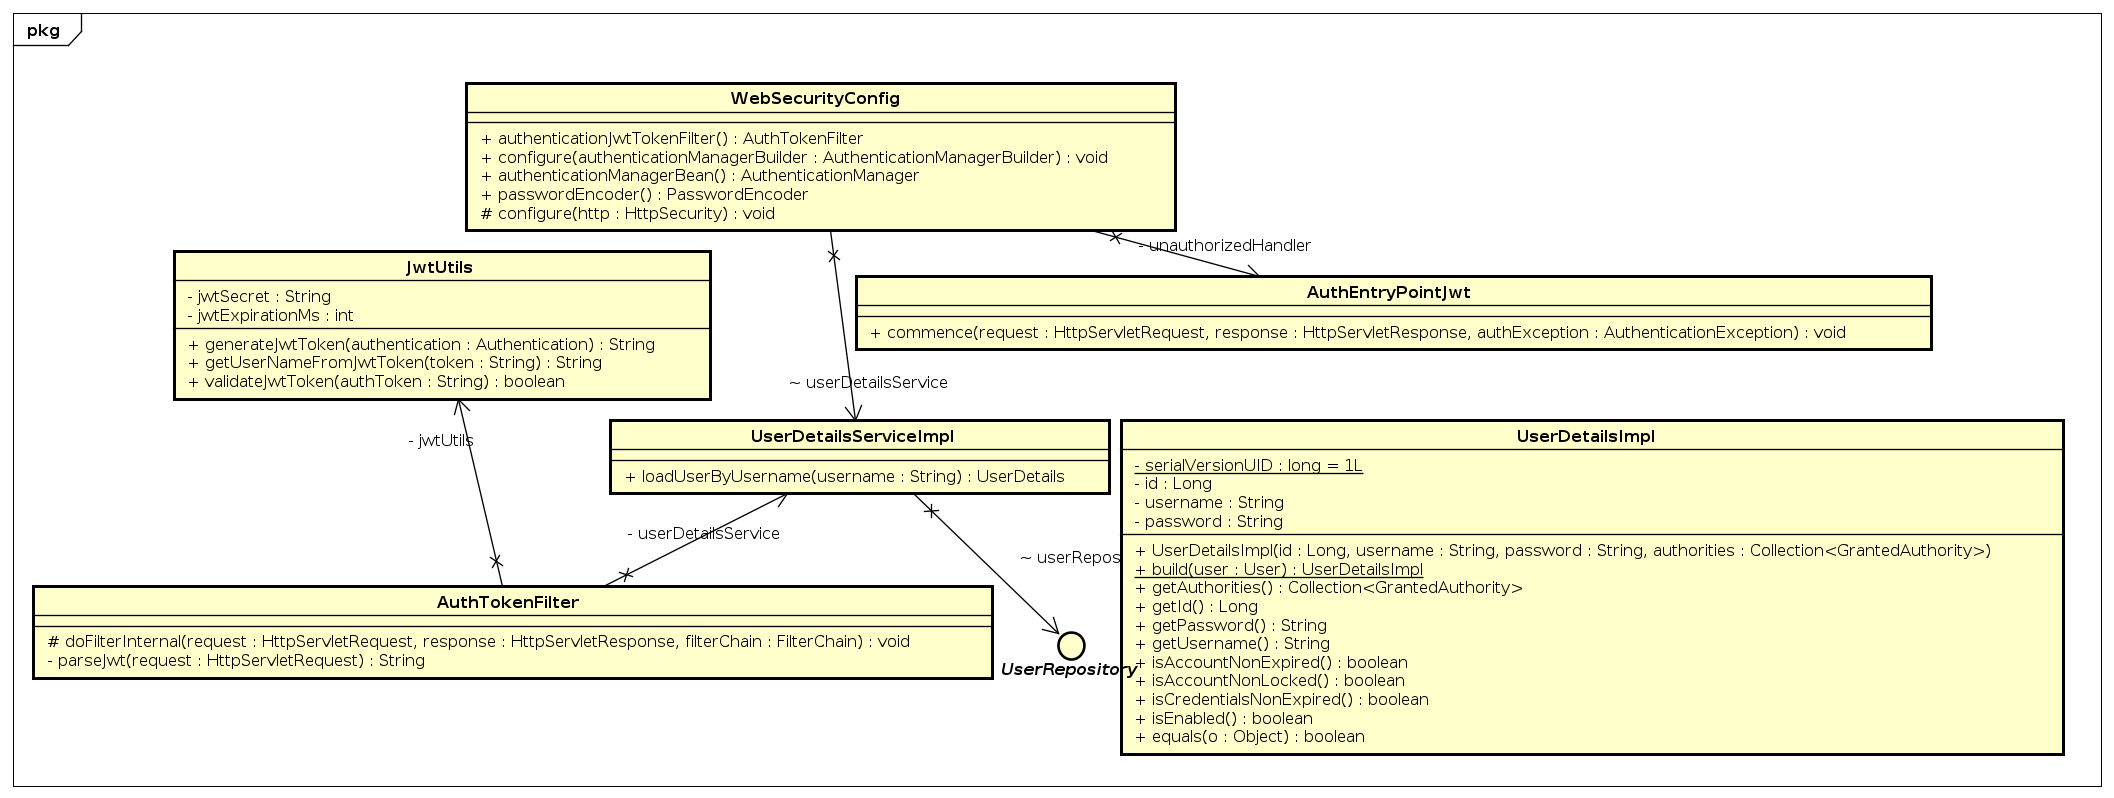 pkg
WebSecurityConfig
+ authenticationJwtTokenFilter() : AuthTokenFilter
+ configure(authenticationManagerBuilder : AuthenticationManagerBuilder) : void
+ authenticationManagerBean() : AuthenticationManager
+ passwordEncoder() : PasswordEncoder
# configure(http : HttpSecurity) : void
- unauthorizedHandler
JwtUtils
- jwtSecret : String
- jwtExpirationMs : int
+ generateJwtToken(authentication : Authentication) : String
+ getUserNameFromJwtToken(token : String) : String
+ validateJwtToken(authToken : String) : boolean
AuthEntryPointJwt
+ commence(request : HttpServletRequest, response : HttpServletResponse, authException : AuthenticationException) : void
~ userDetailsService
- jwtUtils
UserDetailsServiceImpl
+ loadUserByUsername(username : String) : UserDetails
- userDetailsService
~ userRepos
UserDetailsImpl
- serialVersionUID : long = 1L
- id : Long
- username : String
- password : String
+ UserDetailsImpl(id : Long, username : String, password : String, authorities : Collection<GrantedAuthority>)
+ build(user : User) : UserDetailsImpl
+ getAuthorities() : Collection<GrantedAuthority>
+ getId() : Long
+ getPassword() : String
+ getUsername() : String
+ isAccountNonExpired() : boolean
+ isAccountNonLocked() : boolean
+ isCredentialsNonExpired() : boolean
+ isEnabled() : boolean
+ equals(o : Object) : boolean
AuthTokenFilter
# doFilterInternal(request : HttpServletRequest, response : HttpServletResponse, filterChain : FilterChain) : void
- parseJwt(request : HttpServletRequest) : String
UserRepository